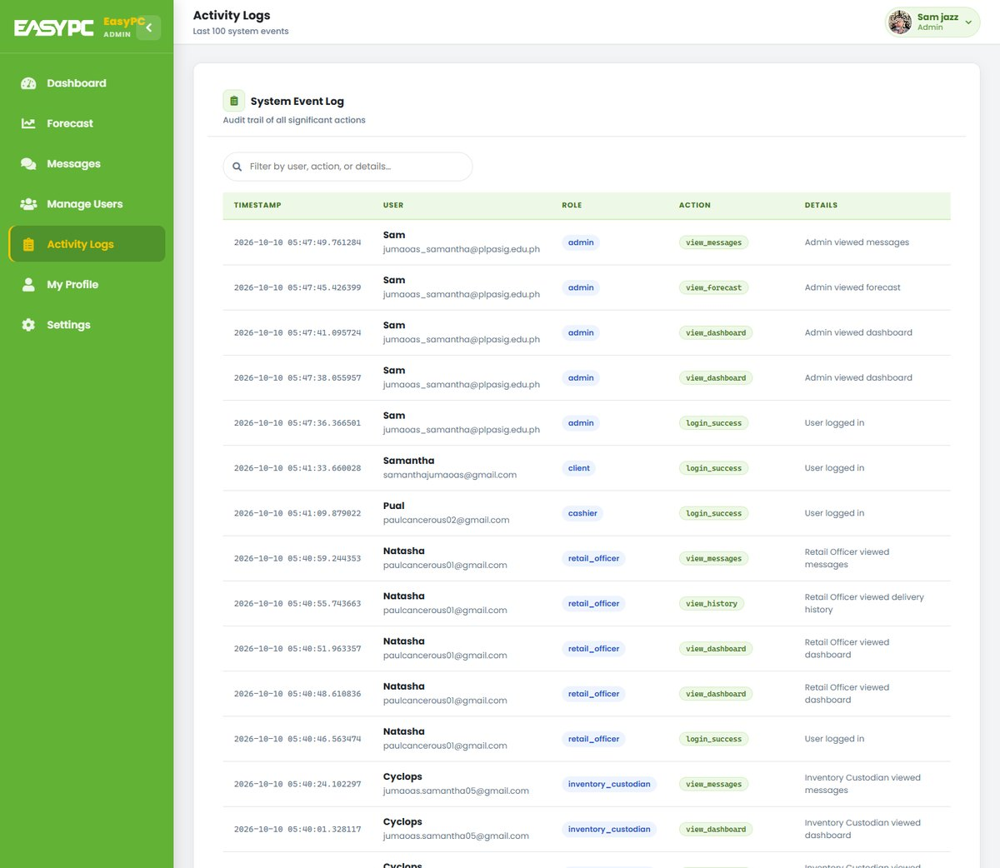 EASYPC
EasyPC
ADMIN
Dashboard
Forecast
Messages
Manage Users
Activity Logs
My Profile
Settings
Activity Logs
Last 100 system events
Sam jazz
Admin
System Event Log
Audit trail of all significant actions
Filter by user, action, or details...
TIMESTAMP USER ROLE ACTION DETAILS
Sam
2026-10-10 05:47:49.761284 admin view_messages Admin viewed messages
jumaoas_samantha@plpasig.edu.ph
Sam
2026-10-10 05:47:45.426399 admin view_forecast Admin viewed forecast
jumaoas_samantha@plpasig.edu.ph
Sam
2026-10-10 05:47:41.095724 admin view_dashboard Admin viewed dashboard
jumaoas_samantha@plpasig.edu.ph
Sam
2026-10-10 05:47:38.055957 admin view_dashboard Admin viewed dashboard
jumaoas_samantha@plpasig.edu.ph
Sam
2026-10-10 05:47:36.366501 admin login_success User logged in
jumaoas_samantha@plpasig.edu.ph
Samantha
2026-10-10 05:41:33.660028 client login_success User logged in
samanthajumaoas@gmail.com
Pual
2026-10-10 05:41:09.879022 cashier login_success User logged in
paulcancerous02@gmail.com
Natasha
2026-10-10 05:40:59.244353 retail_officer view_messages Retail Officer viewed
paulcancerous01@gmail.com messages
Natasha
2026-10-10 05:40:55.743663 retail_officer view_history Retail Officer viewed delivery
paulcancerous01@gmail.com history
Natasha
2026-10-10 05:40:51.963357 retail_officer view_dashboard Retail Officer viewed
paulcancerous01@gmail.com dashboard
Natasha
2026-10-10 05:40:48.610836 retail_officer view_dashboard Retail Officer viewed
paulcancerous01@gmail.com dashboard
Natasha
2026-10-10 05:40:46.563474 retail_officer login_success User logged in
paulcancerous01@gmail.com
Cyclops
2026-10-10 05:40:24.102297 inventory_custodian view_messages Inventory Custodian viewed
jumaoas.samantha05@gmail.com messages
Cyclops
2026-10-10 05:40:01.328117 inventory_custodian view_dashboard Inventory Custodian viewed
jumaoas.samantha05@gmail.com dashboard
Cyclops Inventory Custodian viewed